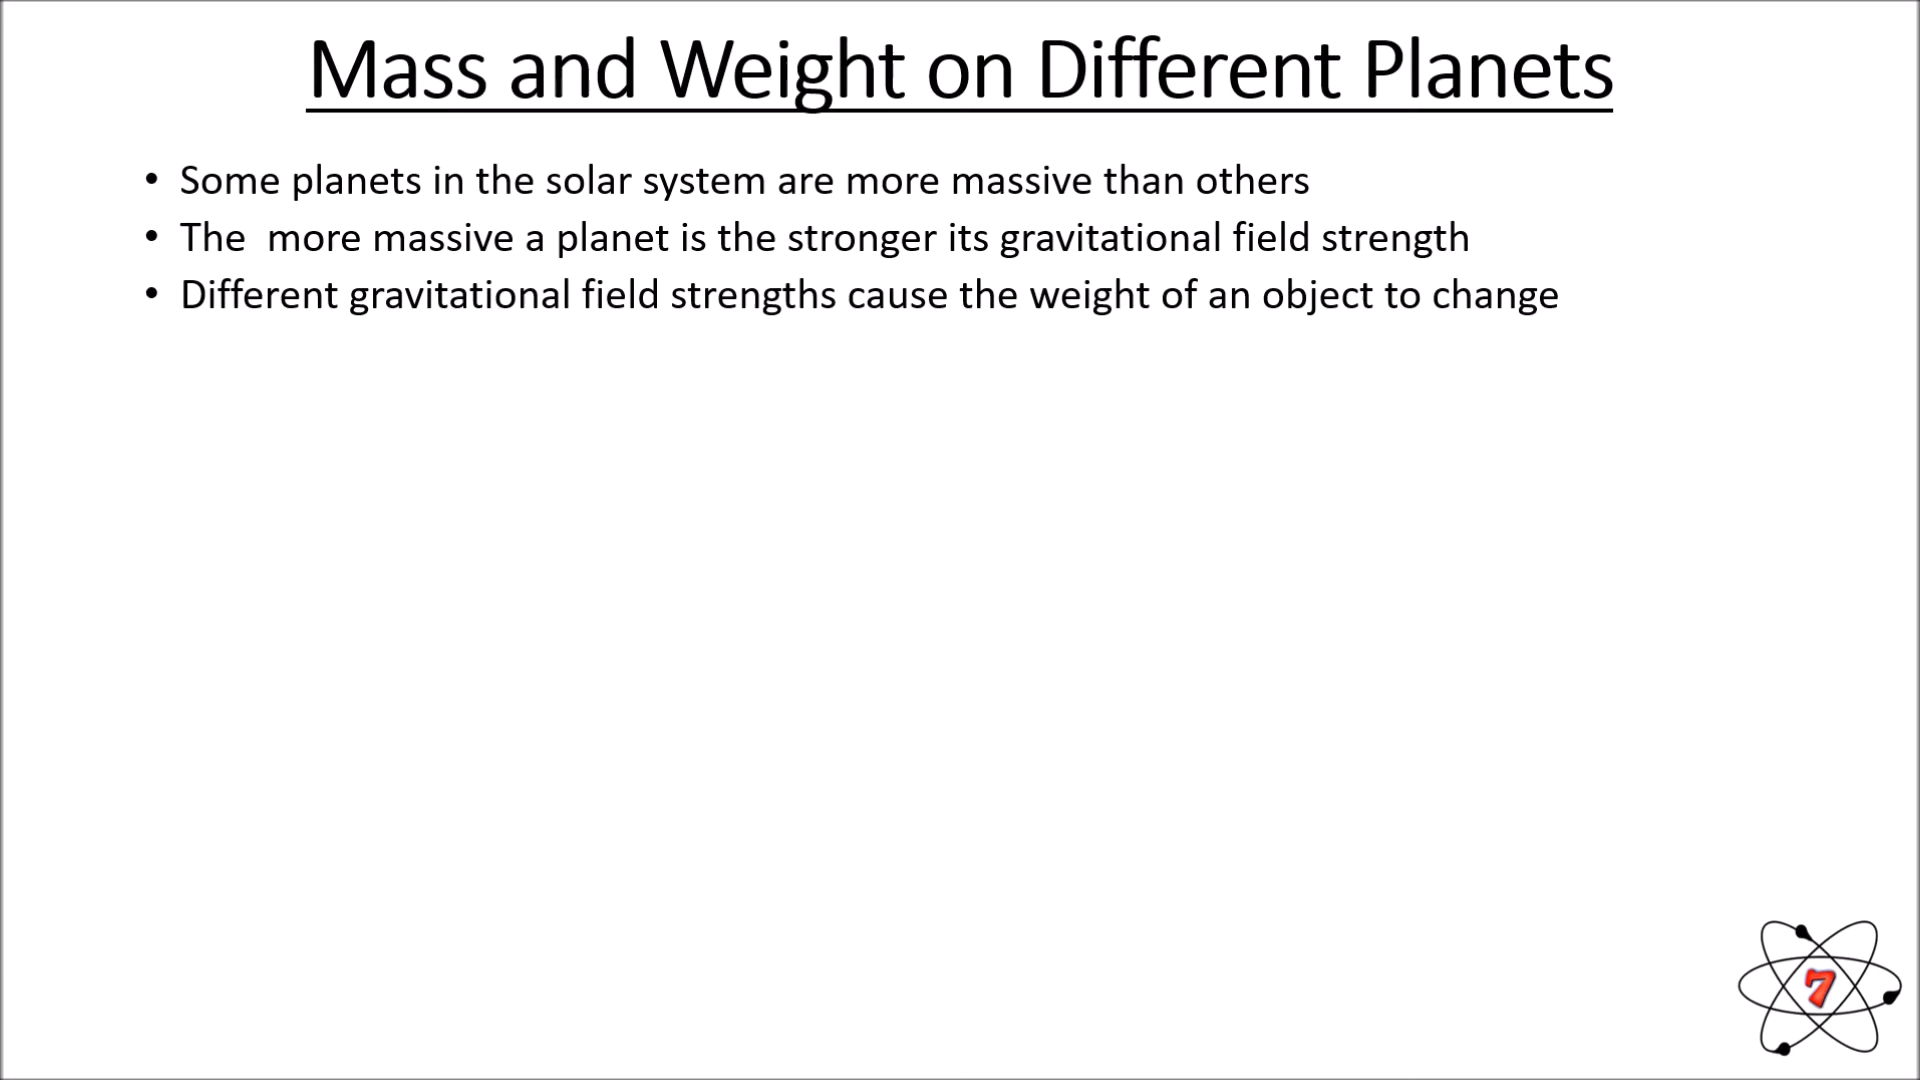 Mass and Weight on Different Planets
• Some planets in the solar system are more massive than others
• The  more massive a planet is the stronger its gravitational field strength
• Different gravitational field strengths cause the weight of an object to change
7